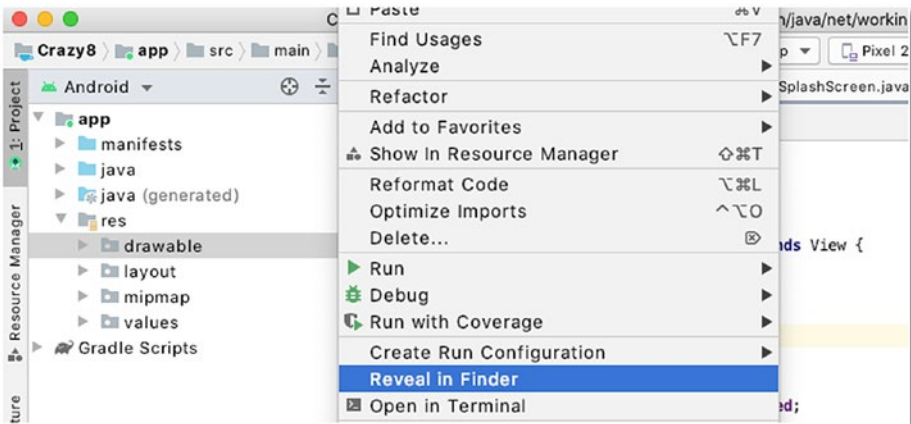 Paste ⌘V
n/java/net/workin
Crazy8 app src main
Find Usages ⌥F7
Pixel 2
Android
Analyze
SplashScreen.java
Refactor
1: Project
app
manifests
java
java (generated)
res
drawable
layout
mipmap
values
Gradle Scripts
Resource Manager
Add to Favorites
Show In Resource Manager ⇧⌘T
Reformat Code ⌥⌘L
Optimize Imports ^⌥O
Delete... ⌦
nds View {
Run
Debug
Run with Coverage
Create Run Configuration
Reveal in Finder
Open in Terminal
ed;
ture